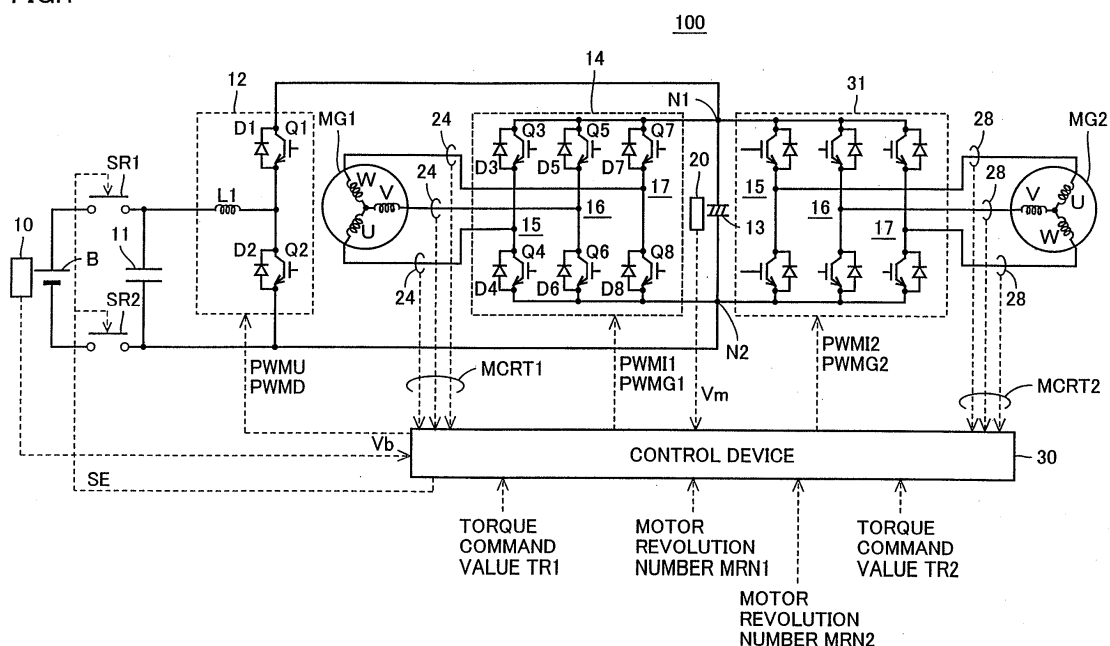 100
12
14
31
MG1
24
N1
28
MG2
D1
Q1
Q3
Q5
Q7
D3
D5
D7
20
SR1
W
V
U
24
17
15
28
L1
16
15
16
V
U
W
10
11
15
13
17
B
D2
Q2
Q4
Q6
Q8
D4
D6
D8
24
28
SR2
N2
PWMU
PWMD
MCRT1
PWMI1
PWMG1
Vm
PWMI2
PWMG2
MCRT2
Vb
CONTROL DEVICE
30
SE
TORQUE
COMMAND
VALUE TR1
MOTOR
REVOLUTION
NUMBER MRN1
TORQUE
COMMAND
VALUE TR2
MOTOR
REVOLUTION
NUMBER MRN2